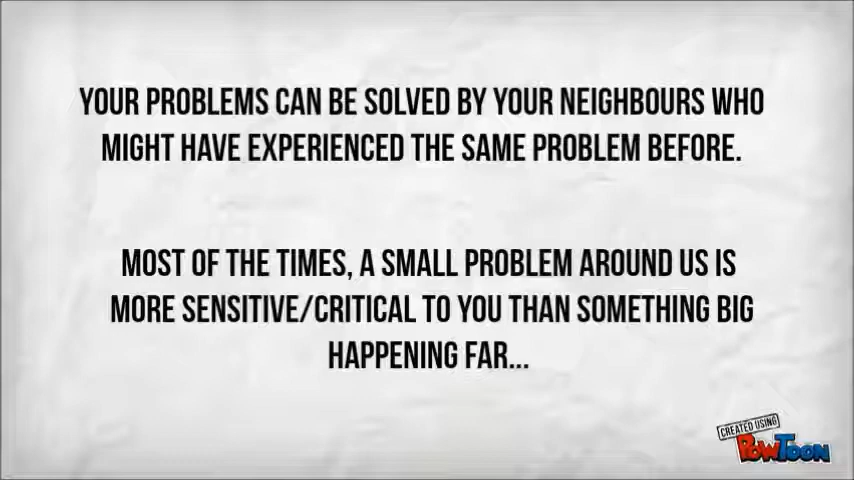 YOUR PROBLEMS CAN BE SOLVED BY YOUR NEIGHBOURS WHO
MIGHT HAVE EXPERIENCED THE SAME PROBLEM BEFORE.
MOST OF THE TIMES, A SMALL PROBLEM AROUND US IS
MORE SENSITIVE/CRITICAL TO YOU THAN SOMETHING BIG
HAPPENING FAR...
CREATED USING
POWTOON